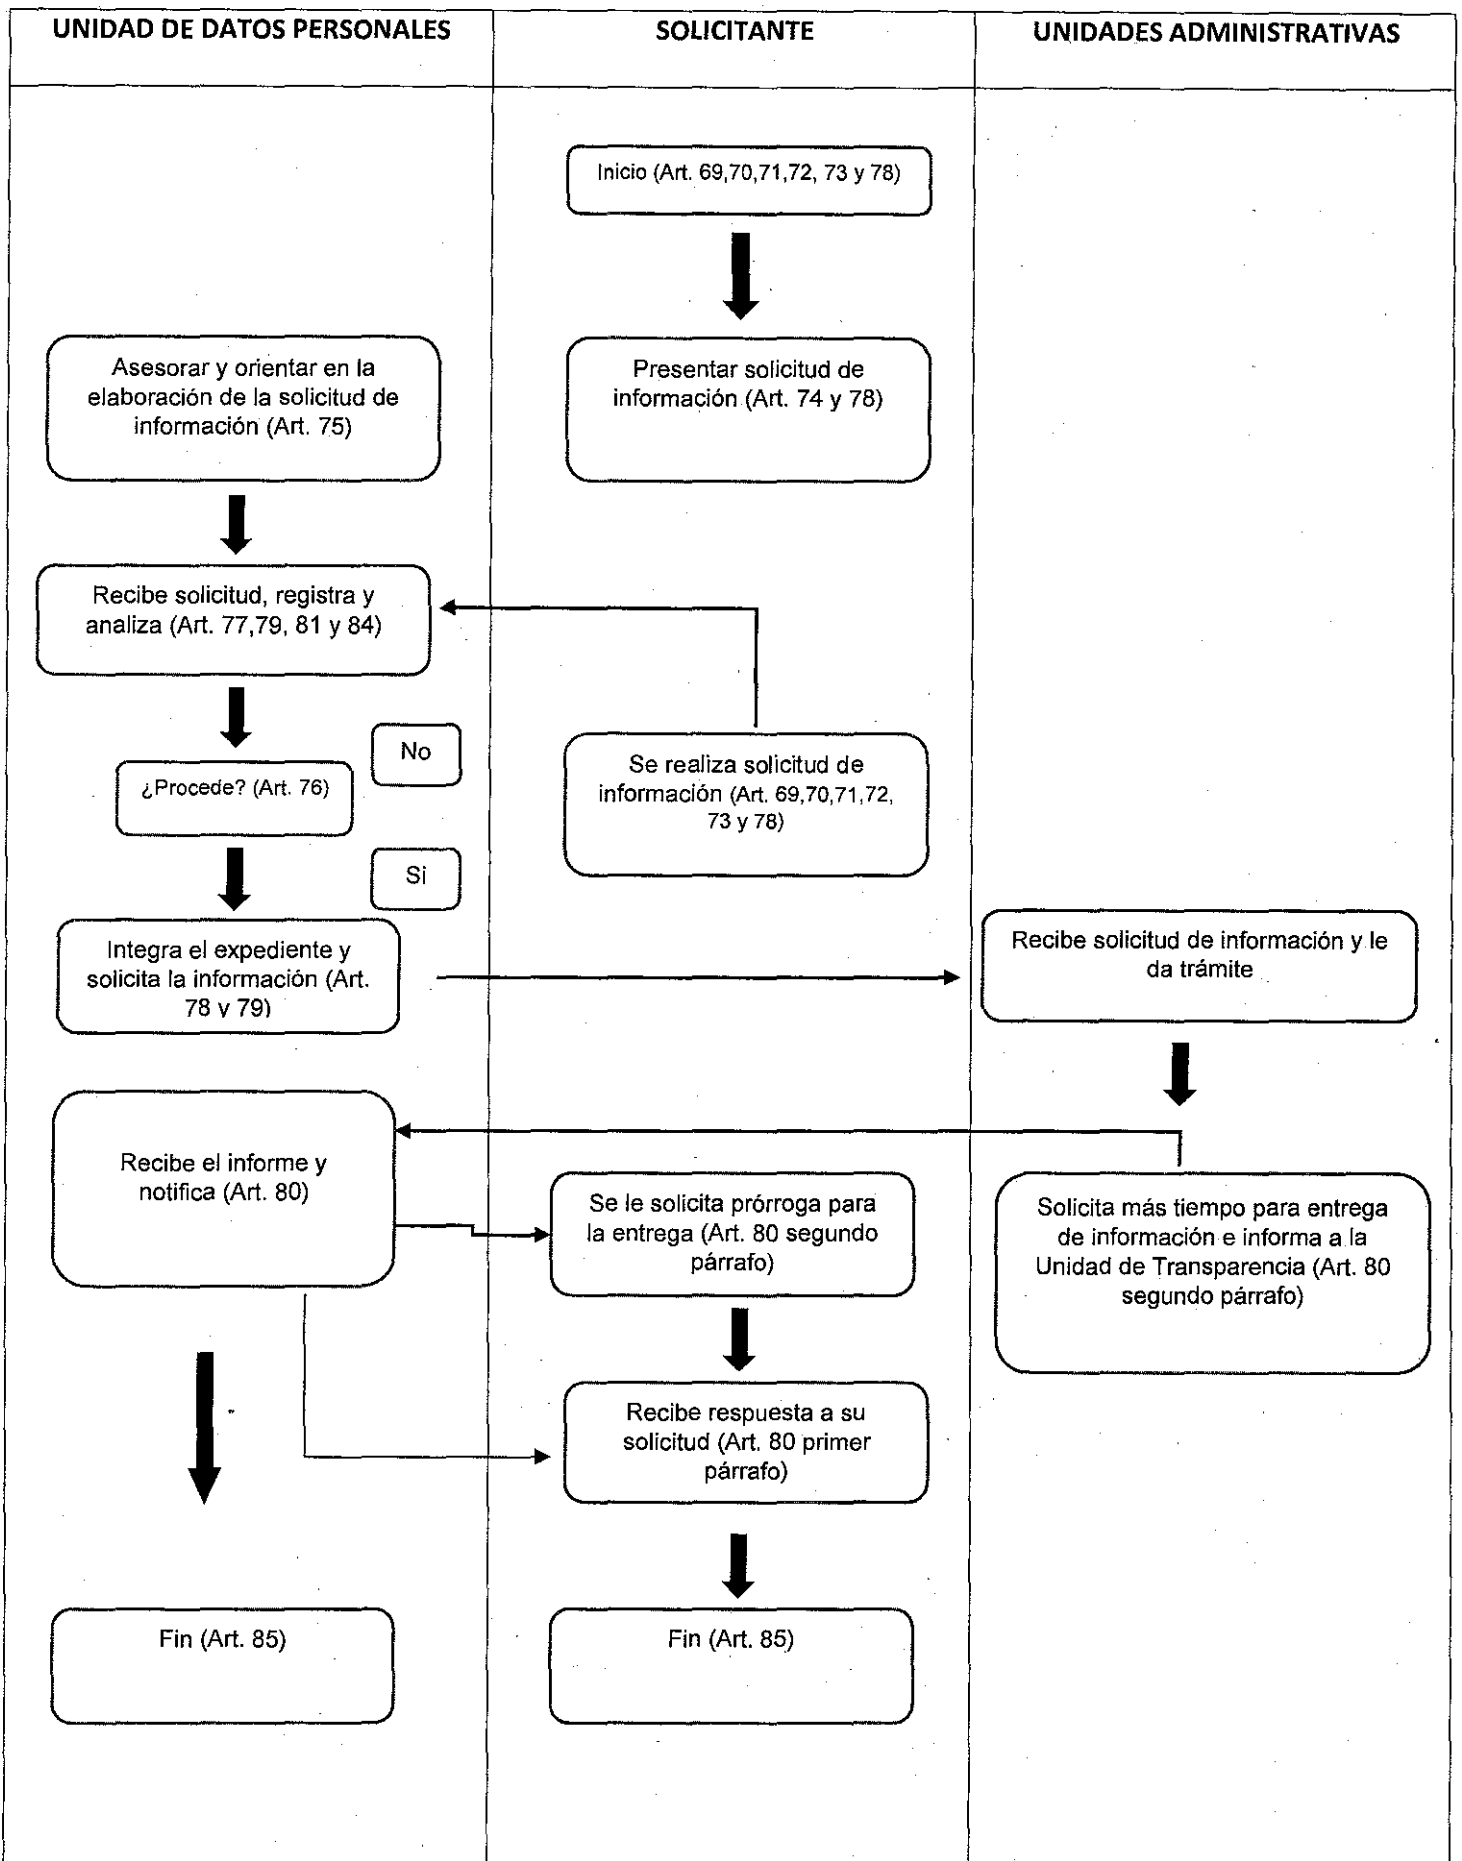 UNIDAD DE DATOS PERSONALES
SOLICITANTE
UNIDADES ADMINISTRATIVAS
Inicio (Art. 69,70,71,72, 73 y 78)
Asesorar y orientar en la
elaboración de la solicitud de
información (Art. 75)
Presentar solicitud de
información (Art. 74 y 78)
Recibe solicitud, registra y
analiza (Art. 77,79, 81 y 84)
No
¿Procede? (Art. 76)
Se realiza solicitud de
información (Art. 69,70,71,72,
73 y 78)
Si
Integra el expediente y
solicita la información (Art.
78 y 79)
Recibe solicitud de información y le
da trámite
Recibe el informe y
notifica (Art. 80)
Se le solicita prórroga para
la entrega (Art. 80 segundo
párrafo)
Solicita más tiempo para entrega
de información e informa a la
Unidad de Transparencia (Art. 80
segundo párrafo)
Recibe respuesta a su
solicitud (Art. 80 primer
párrafo)
Fin (Art. 85)
Fin (Art. 85)